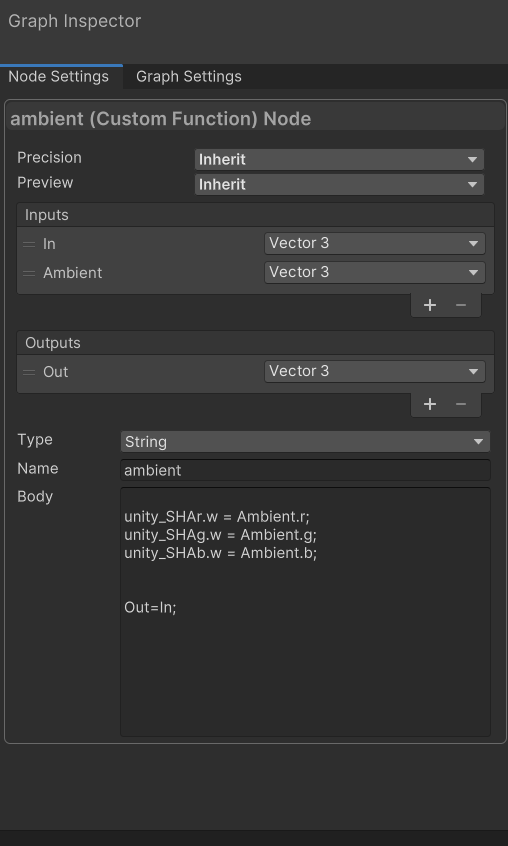 Graph Inspector
Node Settings Graph Settings
ambient (Custom Function) Node
Precision Inherit
Preview Inherit
Inputs
In Vector 3
Ambient Vector 3
+ −
Outputs
Out Vector 3
+ −
Type String
Name ambient
Body
unity_SHAr.w = Ambient.r;
unity_SHAg.w = Ambient.g;
unity_SHAb.w = Ambient.b;
Out=In;